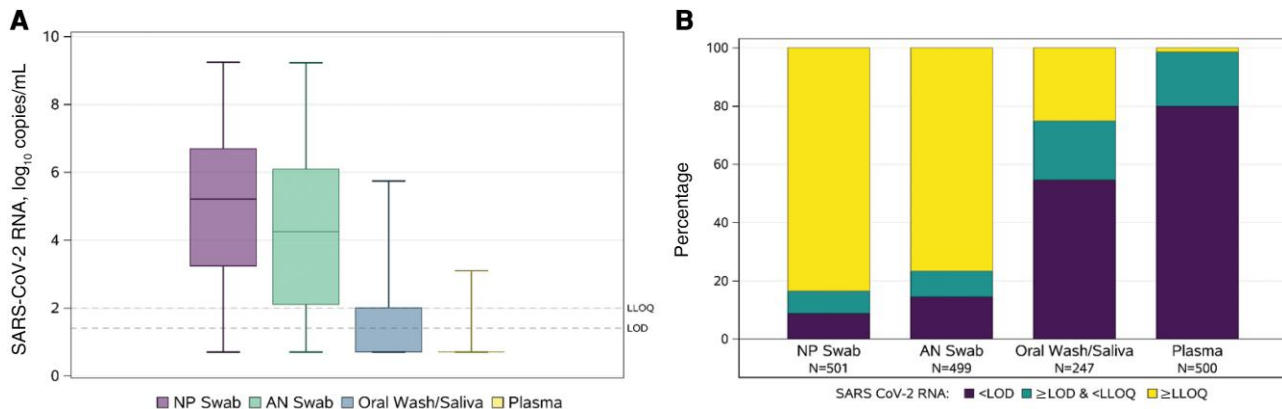 A
SARS-CoV-2 RNA, log10 copies/mL
10
8
6
4
2
0
LLOQ
LOD
NP Swab AN Swab Oral Wash/Saliva Plasma
B
Percentage
100
80
60
40
20
0
NP Swab AN Swab Oral Wash/Saliva Plasma
N=501 N=499 N=247 N=500
SARS CoV-2 RNA: <LOD ≥LOD & <LLOQ ≥LLOQ